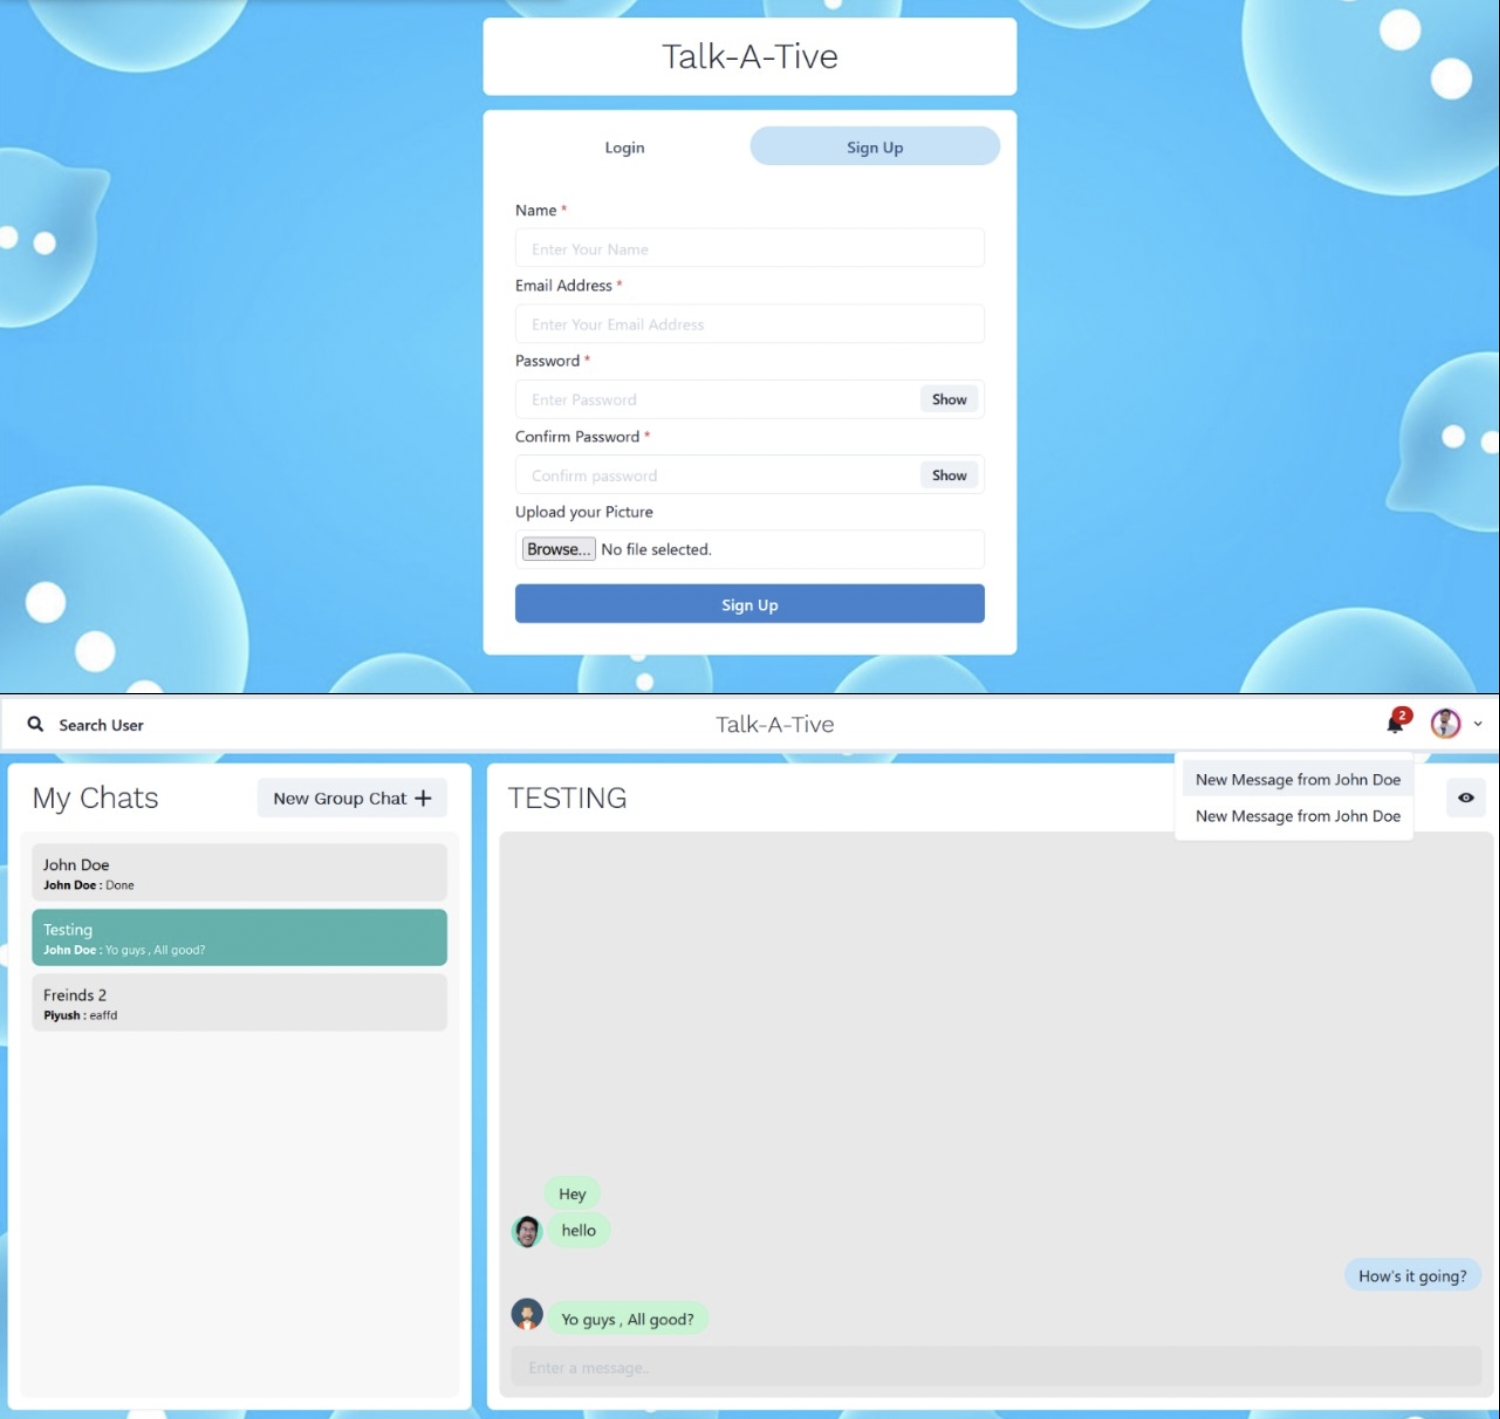 Talk-A-Tive
Login
Sign Up
Name *
Enter Your Name
Email Address *
Enter Your Email Address
Password *
Enter Password
Show
Confirm Password *
Confirm password
Show
Upload your Picture
Browse... No file selected.
Sign Up
Search User
Talk-A-Tive
2
New Message from John Doe
New Message from John Doe
My Chats
New Group Chat +
John Doe
John Doe : Done
Testing
John Doe : Yo guys , All good?
Freinds 2
Piyush : eaffd
TESTING
Hey
hello
How's it going?
Yo guys , All good?
Enter a message..